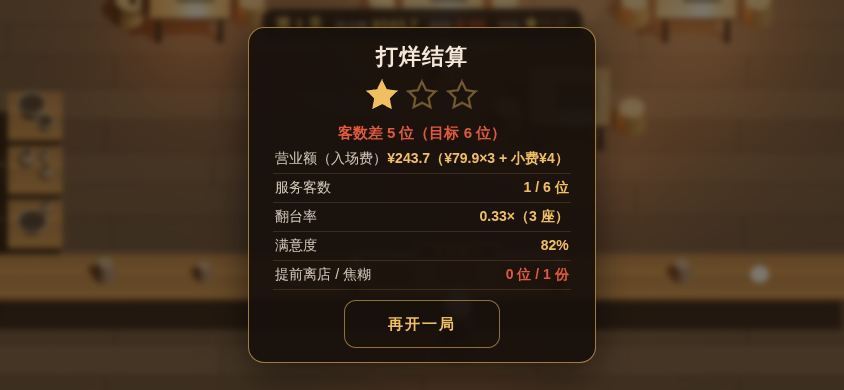 打烊结算
客数差 5 位（目标 6 位）
营业额（入场费） ¥243.7（¥79.9×3 + 小费¥4）
服务客数 1 / 6 位
翻台率 0.33×（3 座）
满意度 82%
提前离店 / 焦糊 0 位 / 1 份
再开一局